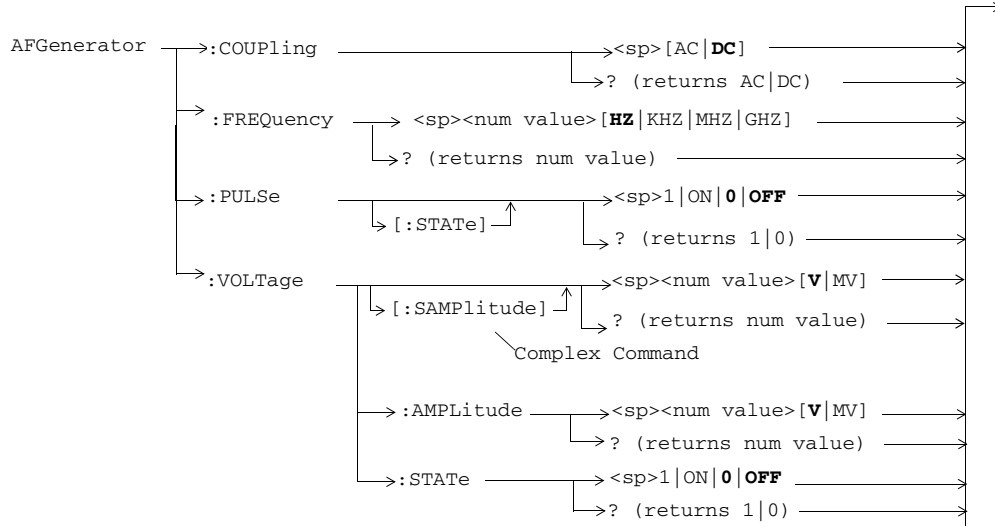 AFGenerator :COUPling <sp>[AC|DC]
? (returns AC|DC)
:FREQuency <sp><num value>[HZ|KHZ|MHZ|GHZ]
? (returns num value)
:PULSe <sp>1|ON|0|OFF
[:STATe]
? (returns 1|0)
:VOLTage <sp><num value>[V|MV]
[:SAMPlitude]
? (returns num value)
Complex Command
:AMPLitude <sp><num value>[V|MV]
? (returns num value)
:STATe <sp>1|ON|0|OFF
? (returns 1|0)